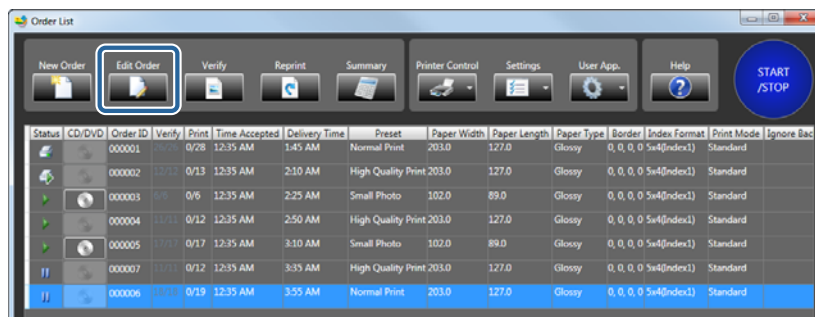 Order List
New Order Edit Order Verify Reprint Summary Printer Control Settings User App. Help
START
/STOP
Status CD/DVD Order ID Verify Print Time Accepted Delivery Time Preset Paper Width Paper Length Paper Type Border Index Format Print Mode Ignore Bac
000001 0/28 12:35 AM 1:45 AM Normal Print 203.0 127.0 Glossy 0, 0, 0, 0 5x4(Index1) Standard
000002 12/12 0/13 12:35 AM 2:10 AM High Quality Print 203.0 127.0 Glossy 0, 0, 0, 0 5x4(Index1) Standard
000003 0/6 12:35 AM 2:25 AM Small Photo 102.0 89.0 Glossy 0, 0, 0, 0 5x4(Index1) Standard
000004 11/11 0/12 12:35 AM 2:50 AM High Quality Print 203.0 127.0 Glossy 0, 0, 0, 0 5x4(Index1) Standard
000005 17/17 0/17 12:35 AM 3:10 AM Small Photo 102.0 89.0 Glossy 0, 0, 0, 0 5x4(Index1) Standard
000007 11/11 0/12 12:35 AM 3:35 AM High Quality Print 203.0 127.0 Glossy 0, 0, 0, 0 5x4(Index1) Standard
000006 0/19 12:35 AM 3:55 AM Normal Print 203.0 127.0 Glossy 0, 0, 0, 0 5x4(Index1) Standard